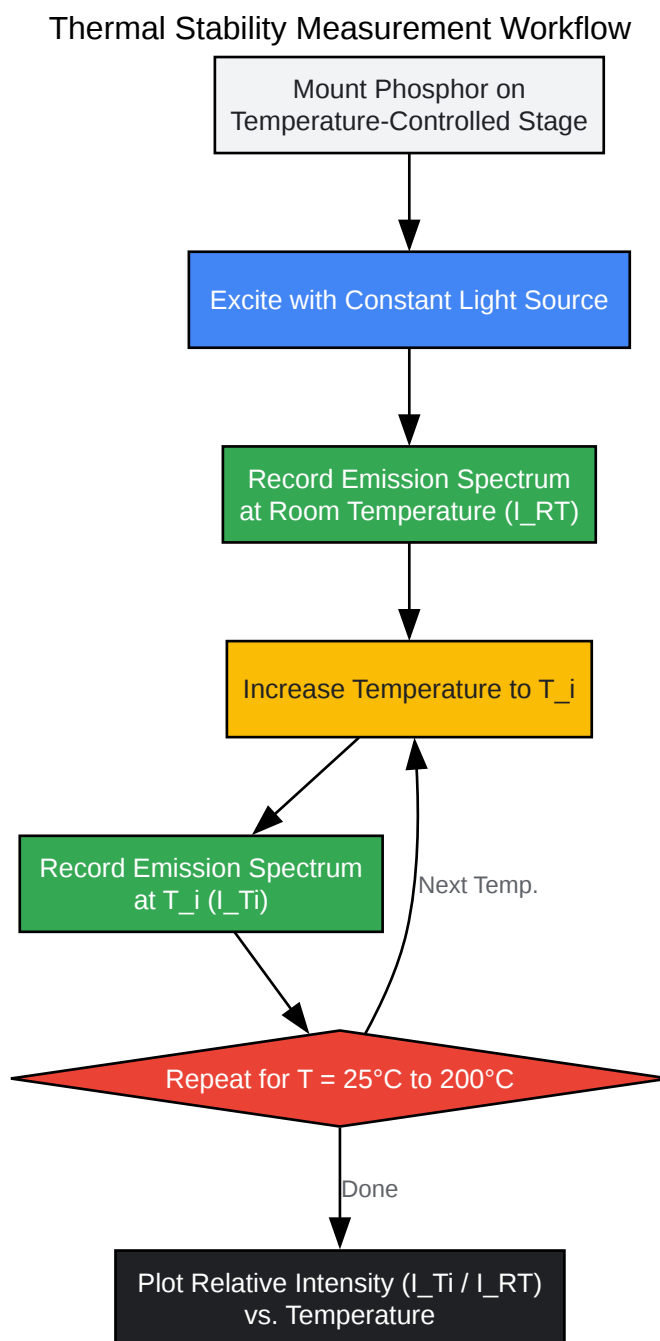 Thermal Stability Measurement Workflow
Mount Phosphor on
Temperature-Controlled Stage
Excite with Constant Light Source
Record Emission Spectrum
at Room Temperature (I_RT)
Increase Temperature to T_i
Record Emission Spectrum
at T_i (I_Ti)
Next Temp.
Repeat for T = 25°C to 200°C
Done
Plot Relative Intensity (I_Ti / I_RT)
vs. Temperature